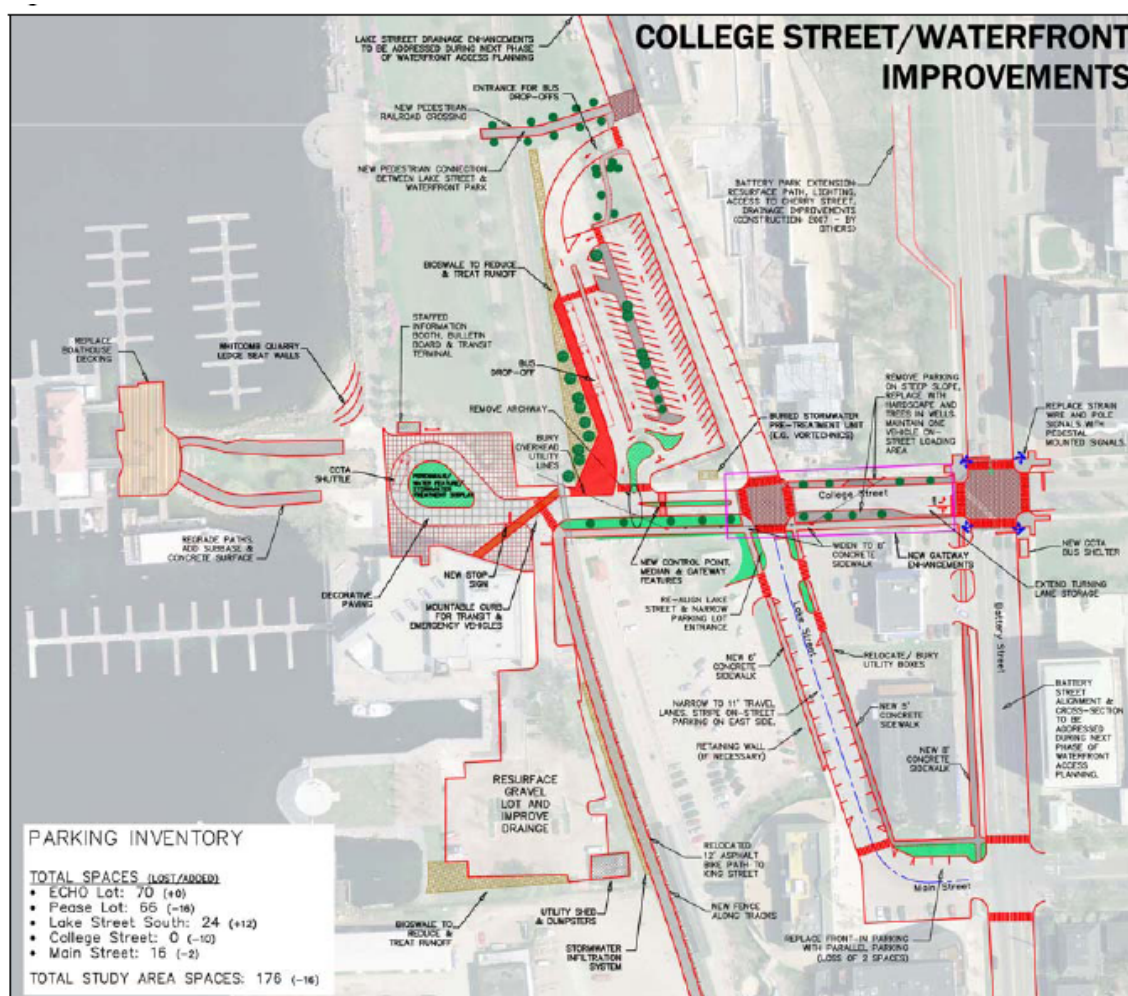 COLLEGE STREET/WATERFRONT
IMPROVEMENTS
LAKE STRREET DRAINAGE ENHANCEMENTS
TO BE ADDRESSED DURING NEXT PHASE
OF WATERFRONT ACCESS PLANNING
ENTRANCE FOR BUS
DROP-OFFS
NEW PEDESTRIAN
RAILROAD CROSSING
NEW PEDESTRIAN CONNECTION
BETWEEN LAKE STREET &
WATERFRONT PARK
BATTERY PARK EXTENSION
RESURFACE PATH, LIGHTING,
ACCESS TO CHERRY STREET,
DRAINAGE IMPROVEMENTS
(CONSTRUCTION 2007 - BY
OTHERS)
BIOSWALE TO REDUCE
& TREAT RUNOFF
STAFFED
INFORMATION
BOOTH, BULLETIN
BOARD & TRANSIT
TERMINAL
REPLACE
BOATHOUSE
DECKING
WHITCOMB QUARRY
LEDGE SEAT WALLS
BUS
DROP-OFF
REMOVE ARCHWAY
BURY
OVERHEAD
UTILITY
LINES
REMOVE PARKING
ON STEEP SLOPE,
REPLACE WITH
HARDSCAPE AND
TREES IN WELLS.
MAINTAIN ONE
VEHICLE ON-
STREET LOADING
AREA
REPLACE STRAIN
WIRE AND POLE
SIGNALS WITH
PEDESTAL
MOUNTED SIGNALS.
BURIED STORMWATER
PRE-TREATMENT UNIT
(E.G. VORTECHNICS)
CCTA
SHUTTLE
WATER FEATURE/
STORMWATER
TREATMENT DISPLAY
College Street
REGRADE PATHS,
ADD SUBBASE &
CONCRETE SURFACE
DECORATIVE
PAVING
NEW STOP
SIGN
MOUNTABLE CURB
FOR TRANSIT &
EMERGENCY VEHICLES
NEW CONTROL POINT,
MEDIAN & GATEWAY
FEATURES
WIDEN TO 8'
CONCRETE
SIDEWALK
NEW GATEWAY
ENHANCEMENTS
NEW CCTA
BUS SHELTER
EXTEND TURNING
LANE STORAGE
RE-ALIGN LAKE
STREET & NARROW
PARKING LOT
ENTRANCE
Lake Street
Battery Street
NEW 6'
CONCRETE
SIDEWALK
RELOCATE/ BURY
UTILITY BOXES
NARROW TO 11' TRAVEL
LANES, STRIPE ON-STREET
PARKING ON EAST SIDE.
NEW 5'
CONCRETE
SIDEWALK
RETAINING WALL
(IF NECESSARY)
NEW 8'
CONCRETE
SIDEWALK
BATTERY
STREET
ALIGNMENT &
CROSS-SECTION
TO BE
ADDRESSED
DURING NEXT
PHASE OF
WATERFRONT
ACCESS
PLANNING.
RESURFACE
GRAVEL
LOT AND
IMPROVE
DRAINGE
RELOCATED
12' ASPHALT
BIKE PATH TO
KING STREET
NEW FENCE
ALONG TRACKS
Main Street
REPLACE FRONT-IN PARKING
WITH PARALLEL PARKING
(LOSS OF 2 SPACES)
UTILITY SHED
& DUMPSTERS
BIOSWALE TO
REDUCE &
TREAT RUNOFF
STORMWATER
INFILTRATION
SYSTEM
PARKING INVENTORY
TOTAL SPACES (LOST/ADDED)
• ECHO Lot: 70 (+0)
• Pease Lot: 66 (-16)
• Lake Street South: 24 (+12)
• College Street: 0 (-10)
• Main Street: 16 (-2)
TOTAL STUDY AREA SPACES: 176 (-16)